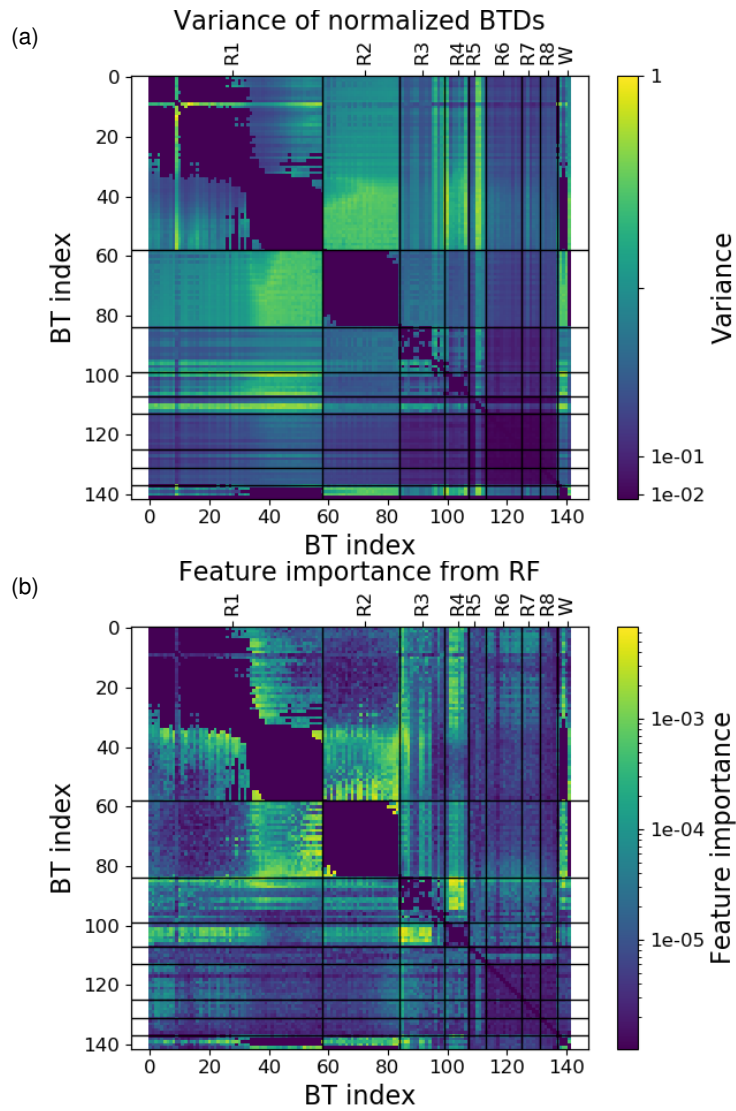 (a)
Variance of normalized BTDs
R1 R2 R3 R4 R5 R6 R7 R8 W
0
20
40
60
80
100
120
140
BT index
0 20 40 60 80 100 120 140
BT index
1
1e-01
1e-02
Variance
(b)
Feature importance from RF
R1 R2 R3 R4 R5 R6 R7 R8 W
0
20
40
60
80
100
120
140
BT index
0 20 40 60 80 100 120 140
BT index
1e-03
1e-04
1e-05
Feature importance